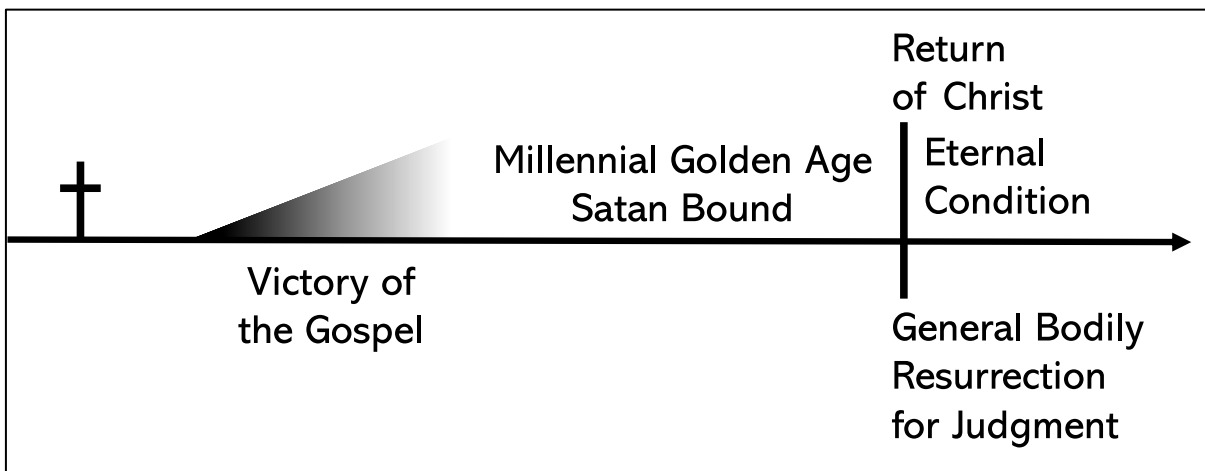 Return
of Christ
Millennial Golden Age
Satan Bound
Eternal
Condition
Victory of
the Gospel
General Bodily
Resurrection
for Judgment